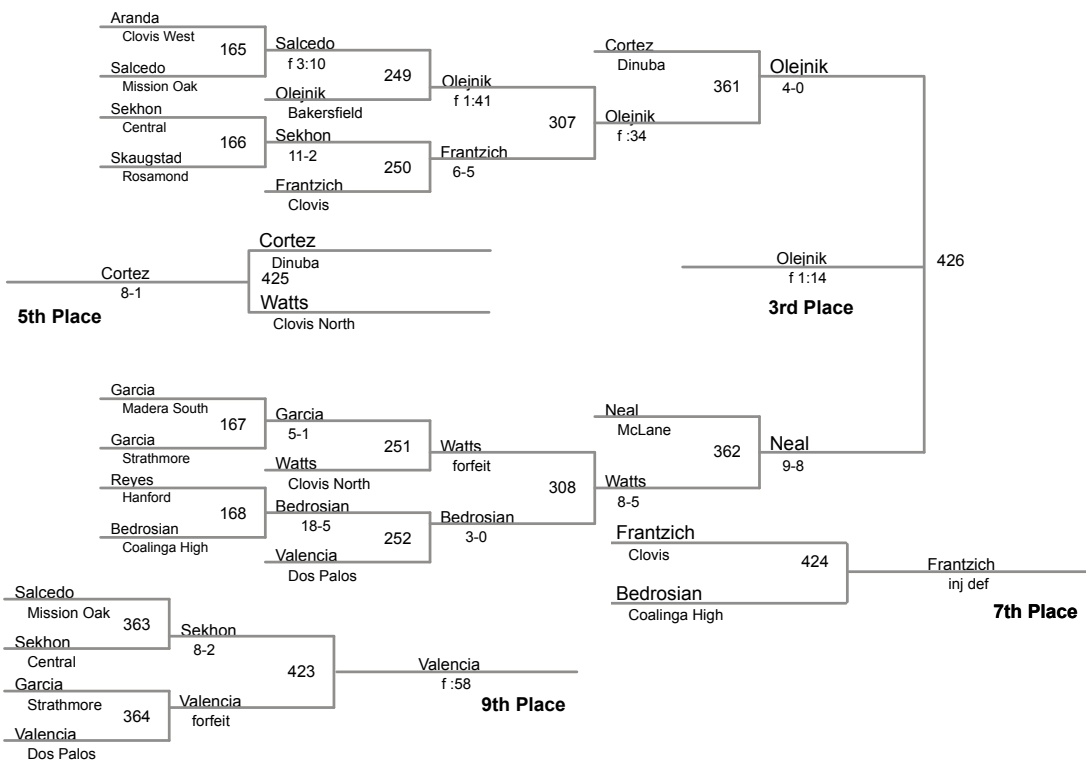 Aranda
Clovis West
165
Salcedo
Mission Oak
Salcedo
f 3:10
249
Olejnik
Bakersfield
Olejnik
f 1:41
Sekhon
Central
166
Skaugstad
Rosamond
Sekhon
11-2
250
Frantzich
Clovis
Frantzich
6-5
307
Cortez
Dinuba
361
Olejnik
f :34
Olejnik
4-0
Cortez
Dinuba
425
Watts
Clovis North
Cortez
8-1
5th Place
Olejnik
f 1:14
426
3rd Place
Garcia
Madera South
167
Garcia
Strathmore
Garcia
5-1
251
Watts
Clovis North
Watts
forfeit
Reyes
Hanford
168
Bedrosian
Coalinga High
Bedrosian
18-5
252
Valencia
Dos Palos
Bedrosian
3-0
308
Neal
McLane
362
Watts
8-5
Neal
9-8
Frantzich
Clovis
424
Bedrosian
Coalinga High
Frantzich
inj def
7th Place
Salcedo
Mission Oak
363
Sekhon
Central
Sekhon
8-2
423
Garcia
Strathmore
364
Valencia
Dos Palos
Valencia
forfeit
Valencia
f :58
9th Place